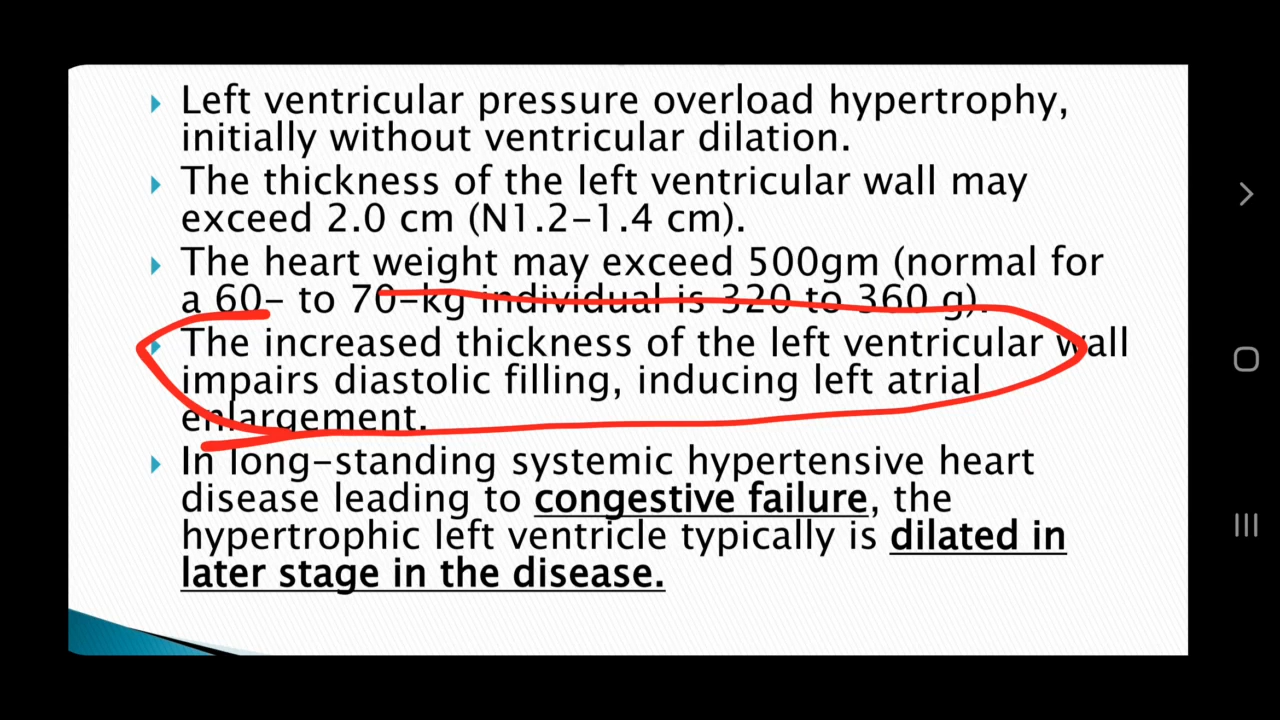 Left ventricular pressure overload hypertrophy,
initially without ventricular dilation.
The thickness of the left ventricular wall may
exceed 2.0 cm (N1.2-1.4 cm).
The heart weight may exceed 500gm (normal for
a 60- to 70-kg individual is 320 to 360 g).
The increased thickness of the left ventricular wall
impairs diastolic filling, inducing left atrial
enlargement.
In long-standing systemic hypertensive heart
disease leading to congestive failure, the
hypertrophic left ventricle typically is dilated in
later stage in the disease.